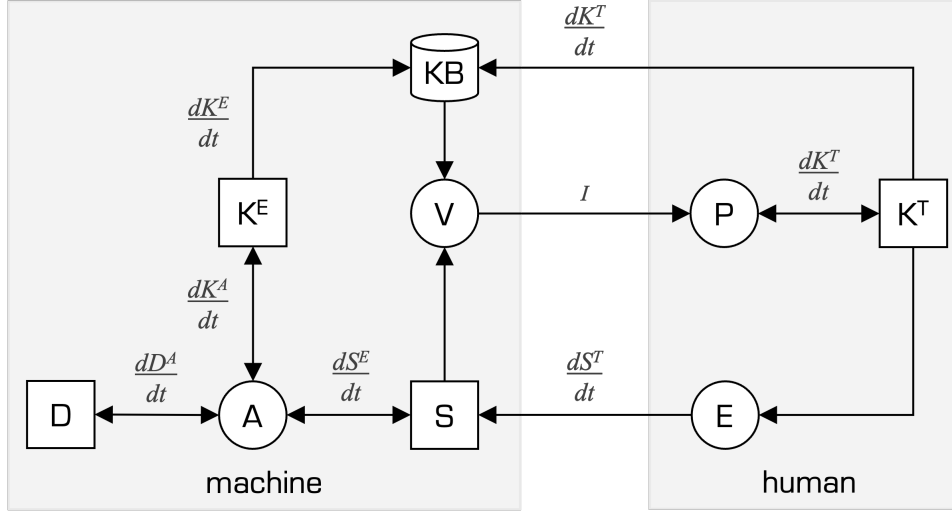 dK^T
dt
KB
dK^E
dt
dK^T
dt
K^E
V
I
P
K^T
dK^A
dt
dD^A
dt
dS^E
dt
dS^T
dt
D
A
S
E
machine
human